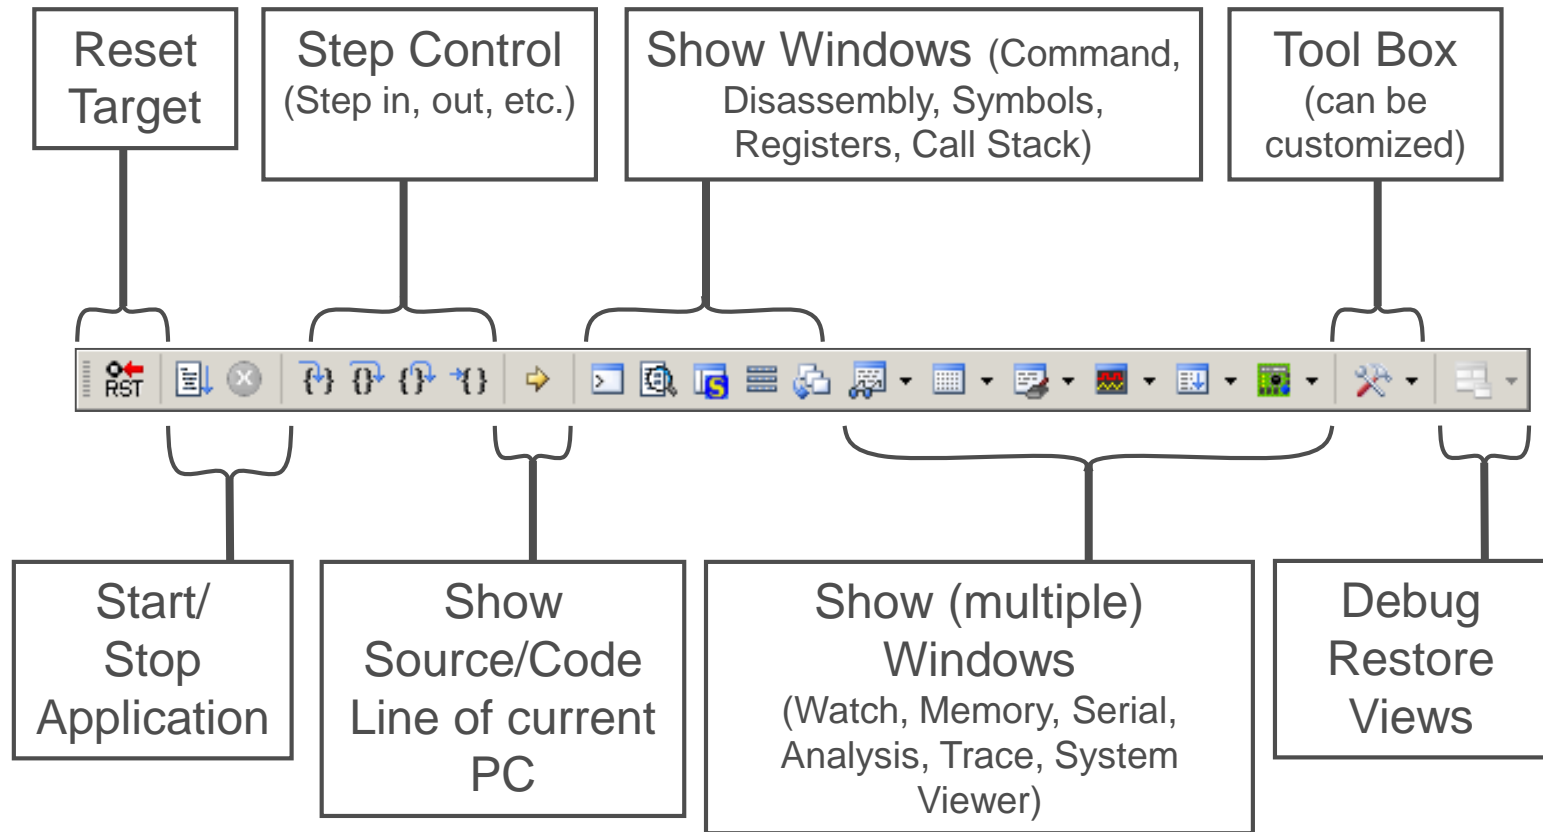 Reset
Target
Step Control
(Step in, out, etc.)
Show Windows (Command,
Disassembly, Symbols,
Registers, Call Stack)
Tool Box
(can be
customized)
RST
{} {} {} {} > S
Start/
Stop
Application
Show
Source/Code
Line of current
PC
Show (multiple)
Windows
(Watch, Memory, Serial,
Analysis, Trace, System
Viewer)
Debug
Restore
Views